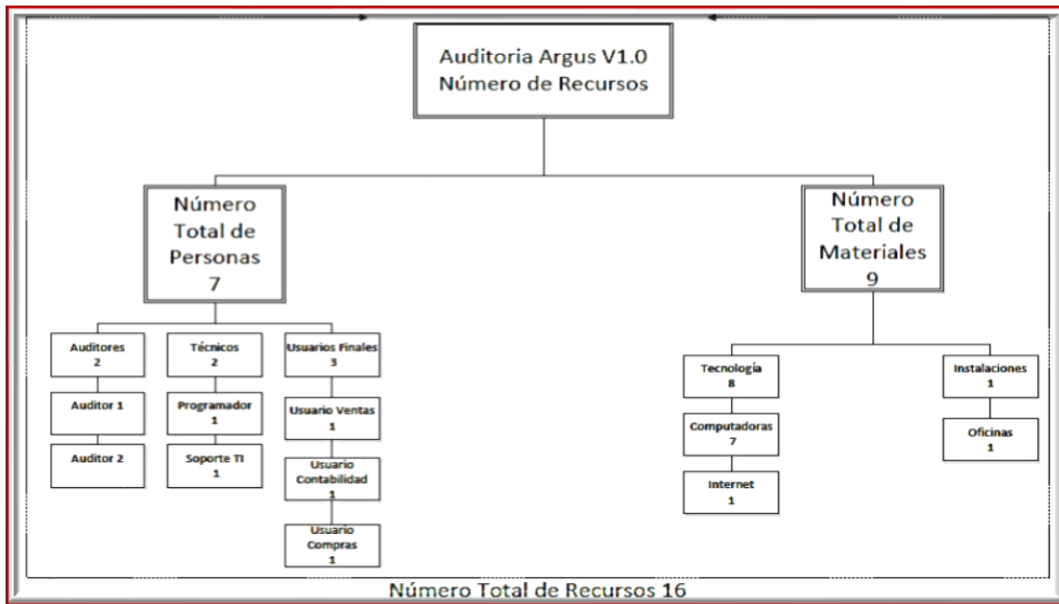 Auditoria Argus V1.0
Número de Recursos
Número
Total de
Personas
7
Número
Total de
Materiales
9
Auditores
2
Auditor 1
Auditor 2
Técnicos
2
Programador
1
Soporte TI
1
Usuarios Finales
3
Usuario Ventas
1
Usuario
Contabilidad
1
Usuario
Compras
1
Tecnología
8
Computadoras
7
Internet
1
Instalaciones
1
Oficinas
1
Número Total de Recursos 16